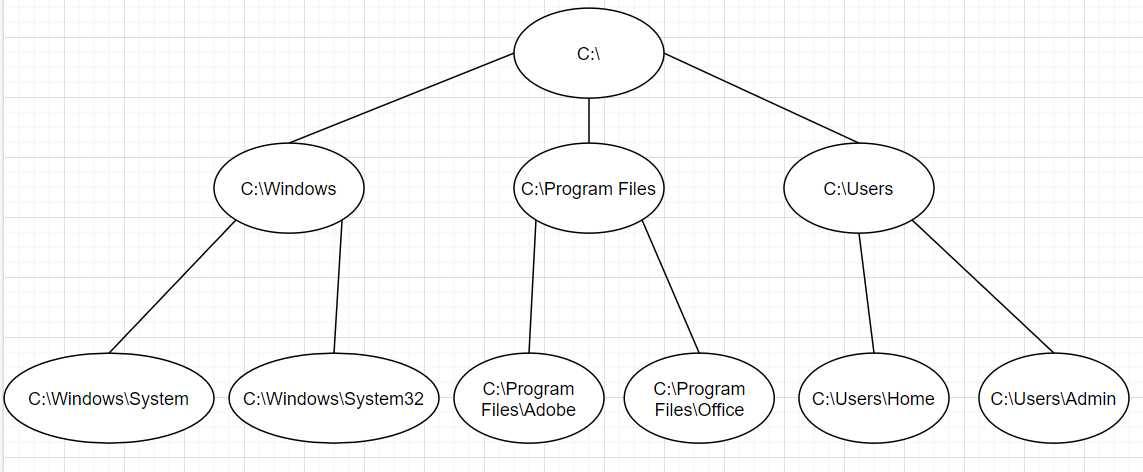 C:\
C:\Windows
C:\Program Files
C:\Users
C:\Windows\System
C:\Windows\System32
C:\Program
Files\Adobe
C:\Program
Files\Office
C:\Users\Home
C:\Users\Admin